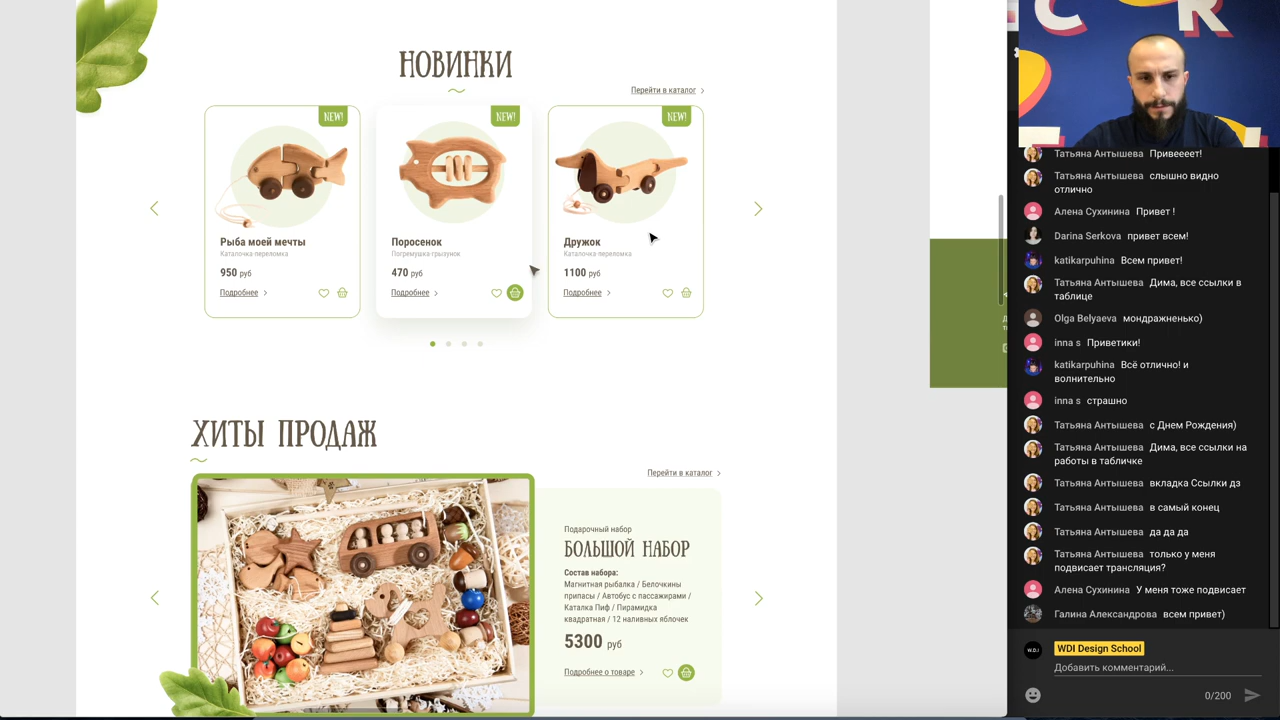 НОВИНКИ
Перейти в каталог
NEW!
NEW!
NEW!
Рыба моей мечты
Каталочка-переломка
950 руб
Подробнее
Поросенок
Погремушка-грызунок
470 руб
Подробнее
Дружок
Каталочка-переломка
1100 руб
Подробнее
ХИТЫ ПРОДАЖ
Перейти в каталог
Подарочный набор
БОЛЬШОЙ НАБОР
Состав набора:
Магнитная рыбалка / Белочкины
припасы / Автобус с пассажирами /
Каталка Пиф / Пирамидка
квадратная / 12 наливных яблочек
5300 руб
Подробнее о товаре
Татьяна Антышева Привеееет!
Татьяна Антышева слышно видно
отлично
Алена Сухинина Привет !
Darina Serkova привет всем!
katikarpuhina Всем привет!
Татьяна Антышева Дима, все ссылки в
таблице
Olga Belyaeva мондражненько)
inna s Приветики!
katikarpuhina Всё отлично! и
волнительно
inna s страшно
Татьяна Антышева с Днем Рождения)
Татьяна Антышева Дима, все ссылки на
работы в табличке
Татьяна Антышева вкладка Ссылки дз
Татьяна Антышева в самый конец
Татьяна Антышева да да да
Татьяна Антышева только у меня
подвисает трансляция?
Алена Сухинина У меня тоже подвисает
Галина Александрова всем привет)
WDI Design School
Добавить комментарий...
0/200